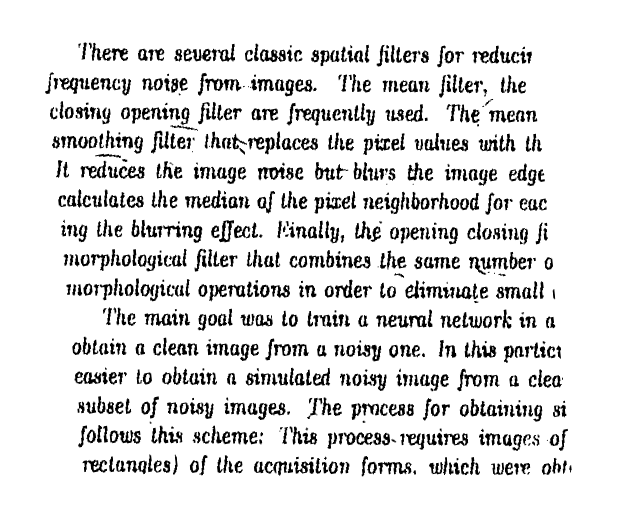 There are several classic spatial filters for reducin
frequency noise from images. The mean filter, the
closing opening filter are frequently used. The mean
smoothing filter that replaces the pixel values with th
It reduces the image noise but blurs the image edge
calculates the median of the pixel neighborhood for eac
ing the blurring effect. Finally, the opening closing fi
morphological filter that combines the same number o
morphological operations in order to eliminate small
The main goal was to train a neural network in a
obtain a clean image from a noisy one. In this partic
easier to obtain a simulated noisy image from a clea
subset of noisy images. The process for obtaining si
follows this scheme: This process requires images of
rectangles) of the acquisition forms, which were obt